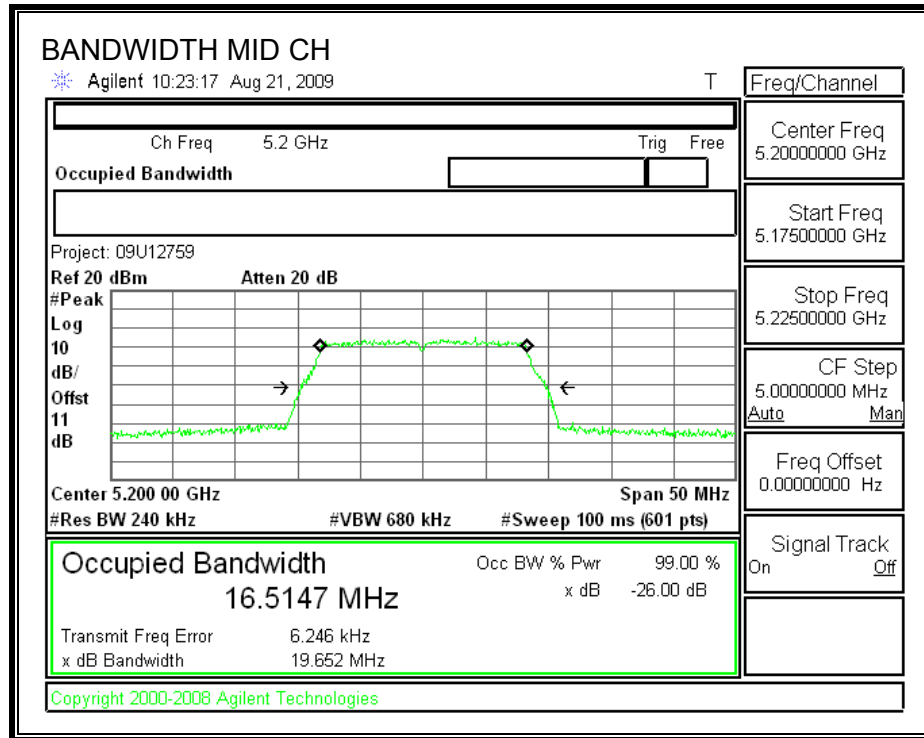 BANDWIDTH MID CH
Agilent 10:23:17 Aug 21, 2009 T
Freq/Channel
Ch Freq 5.2 GHz Trig Free
Occupied Bandwidth
Center Freq
5.20000000 GHz
Start Freq
5.17500000 GHz
Stop Freq
5.22500000 GHz
CF Step
5.00000000 MHz
Auto Man
Freq Offset
0.00000000 Hz
Signal Track
On Off
Project: 09U12759
Ref 20 dBm Atten 20 dB
#Peak
Log
10
dB/
Offst
11
dB
Center 5.200 00 GHz Span 50 MHz
#Res BW 240 kHz #VBW 680 kHz #Sweep 100 ms (601 pts)
Occupied Bandwidth Occ BW % Pwr 99.00 %
16.5147 MHz x dB -26.00 dB
Transmit Freq Error 6.246 kHz
x dB Bandwidth 19.652 MHz
Copyright 2000-2008 Agilent Technologies